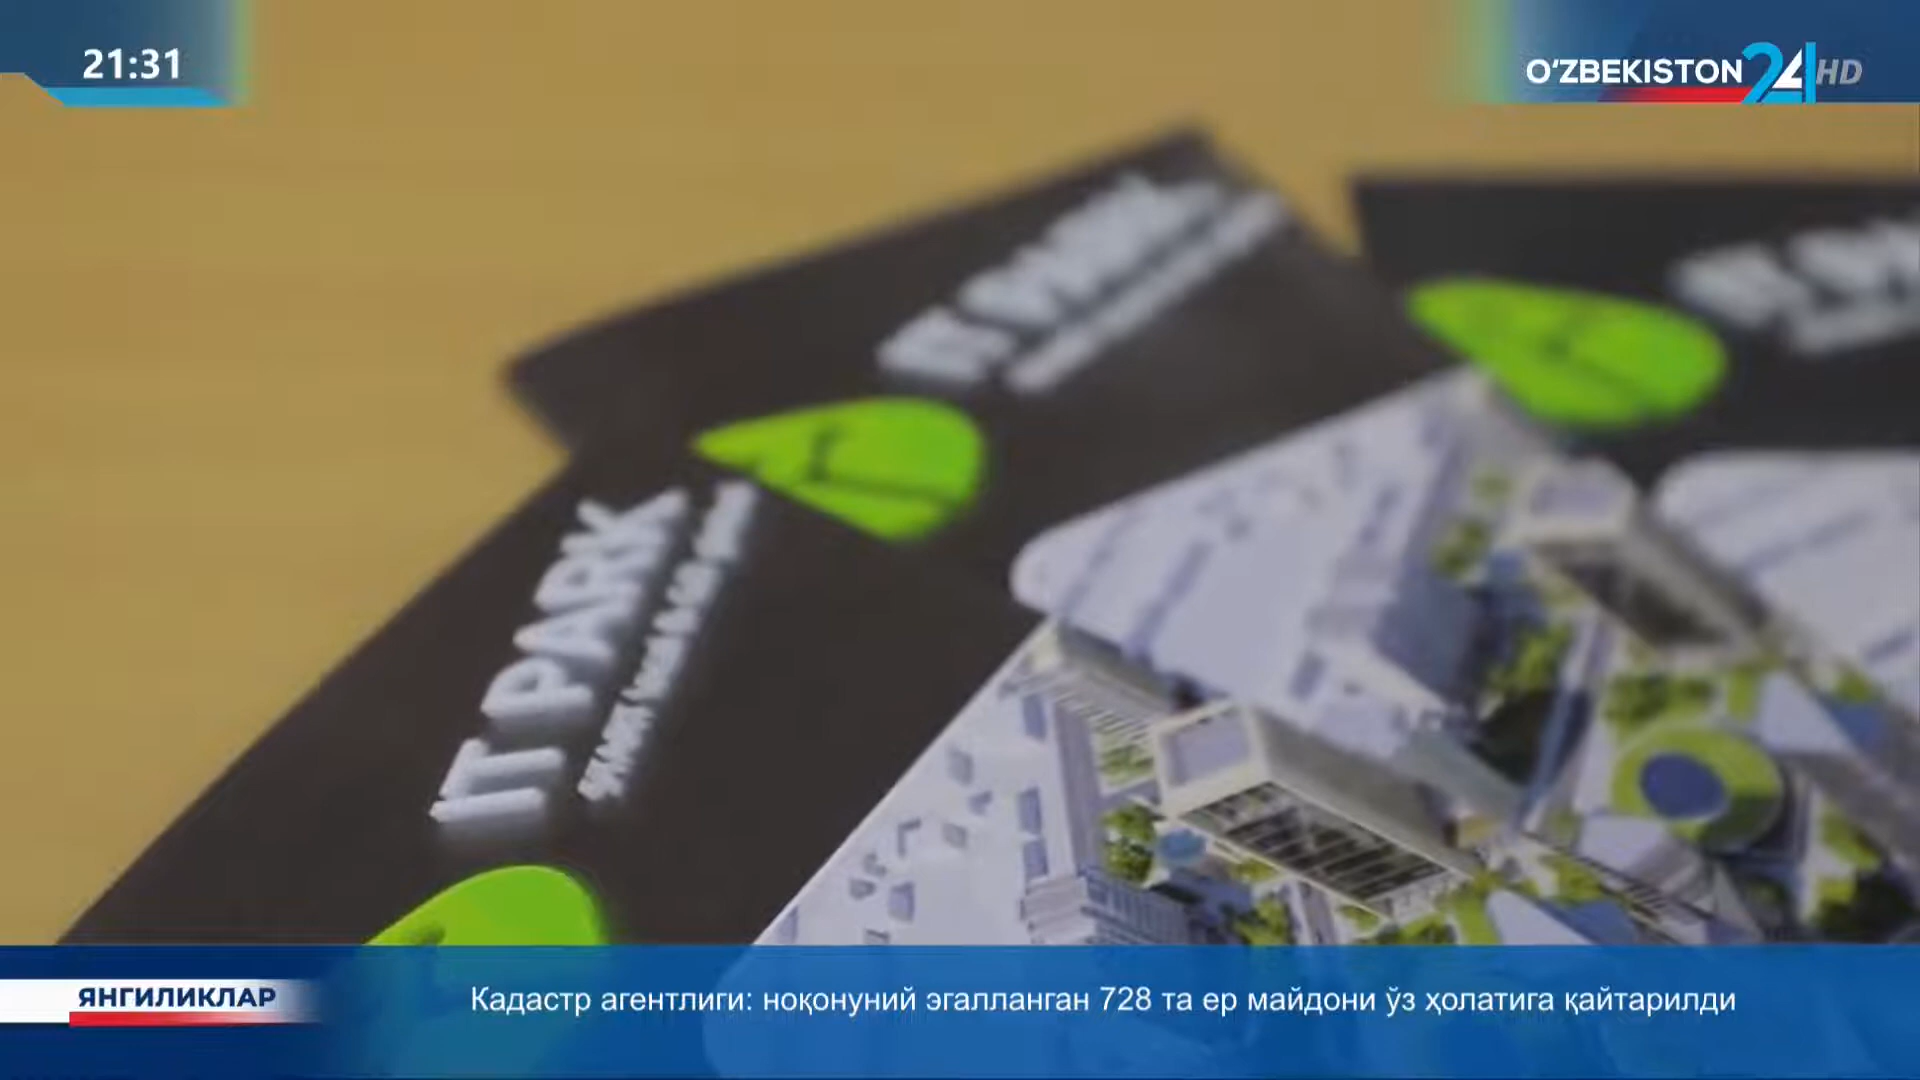 21:31
O‘ZBEKISTON 24 HD
IT PARK
ЯНГИЛИКЛАР
Кадастр агентлиги: ноқонуний эгалланган 728 та ер майдони ўз ҳолатига қайтарилди